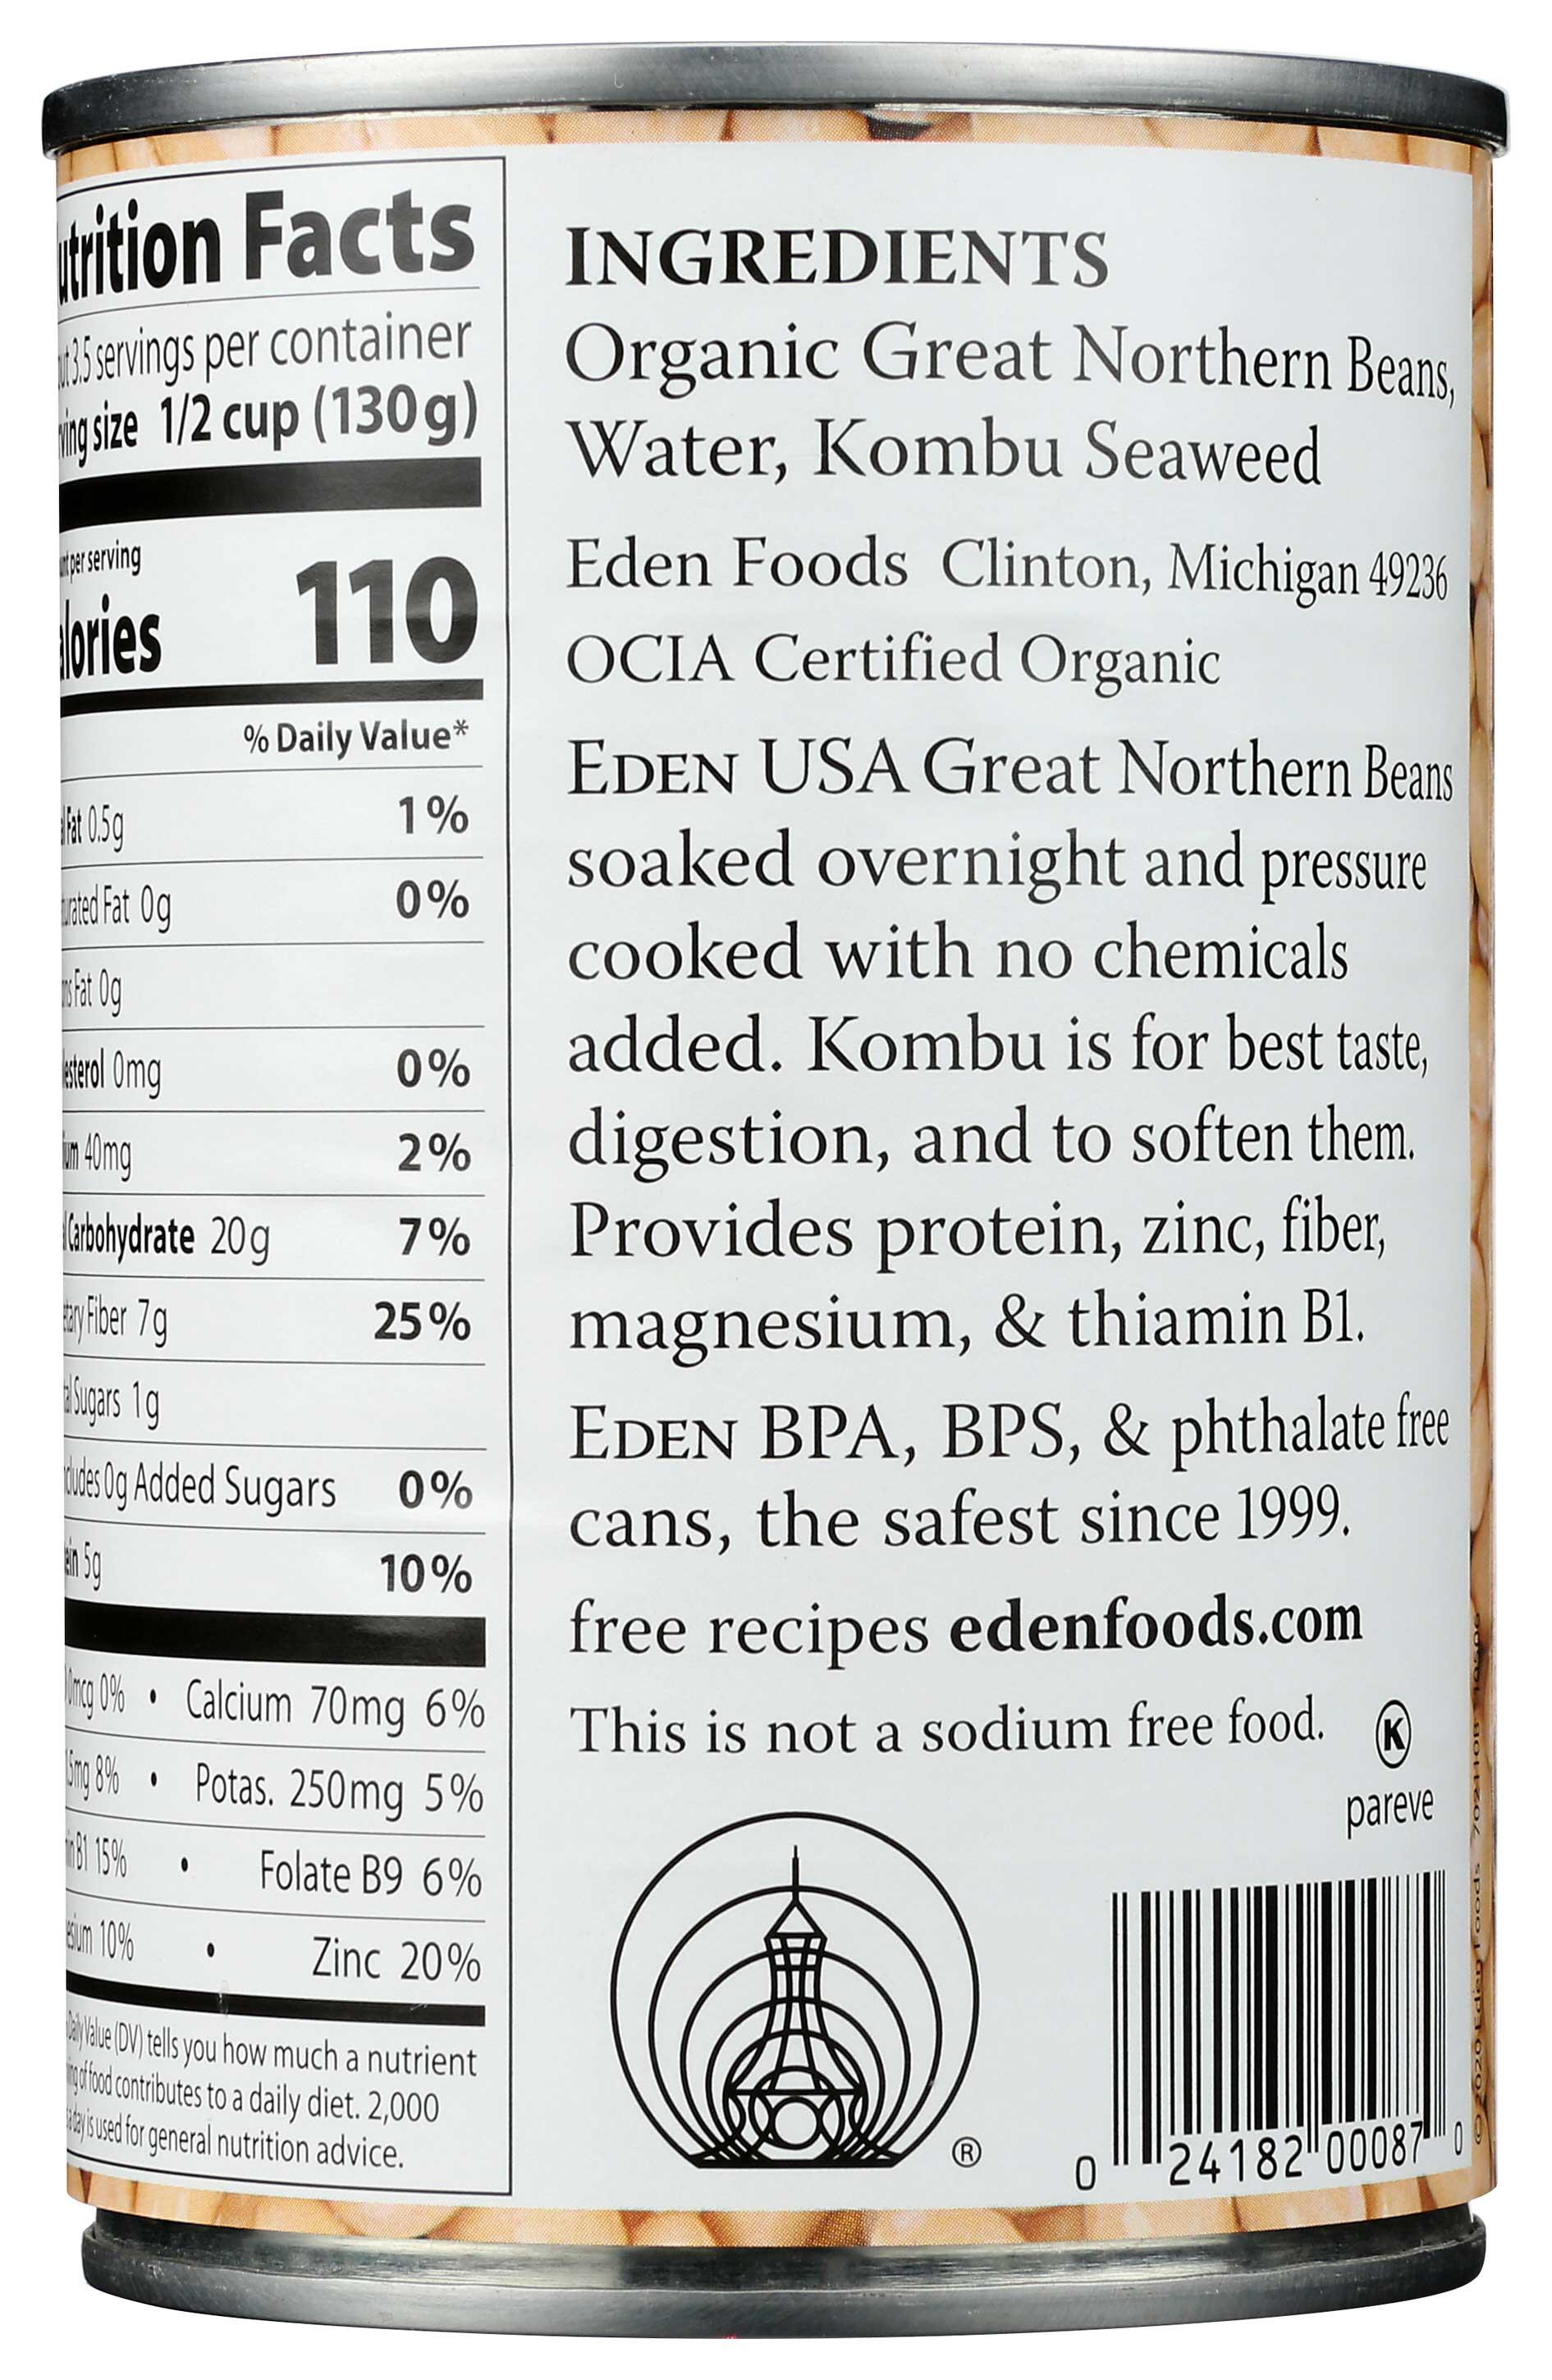 utrition Facts
ut 3.5 servings per container
rving size 1/2 cup (130g)
unt per serving
alories 110
% Daily Value*
l Fat 0.5g 1%
turated Fat 0g 0%
ns Fat 0g
lesterol 0mg 0%
ium 40mg 2%
l Carbohydrate 20g 7%
etary Fiber 7g 25%
tal Sugars 1g
cludes 0g Added Sugars 0%
ein 5g 10%
0mcg 0% • Calcium 70mg 6%
.5mg 8% • Potas. 250mg 5%
in B1 15% • Folate B9 6%
esium 10% • Zinc 20%
Daily Value (DV) tells you how much a nutrient
ing of food contributes to a daily diet. 2,000
a day is used for general nutrition advice.
INGREDIENTS
Organic Great Northern Beans,
Water, Kombu Seaweed
Eden Foods Clinton, Michigan 49236
OCIA Certified Organic
EDEN USA Great Northern Beans
soaked overnight and pressure
cooked with no chemicals
added. Kombu is for best taste,
digestion, and to soften them.
Provides protein, zinc, fiber,
magnesium, & thiamin B1.
EDEN BPA, BPS, & phthalate free
cans, the safest since 1999.
free recipes edenfoods.com
This is not a sodium free food.
K
pareve
®
0 24182 00087 0
©2020 Eden Foods